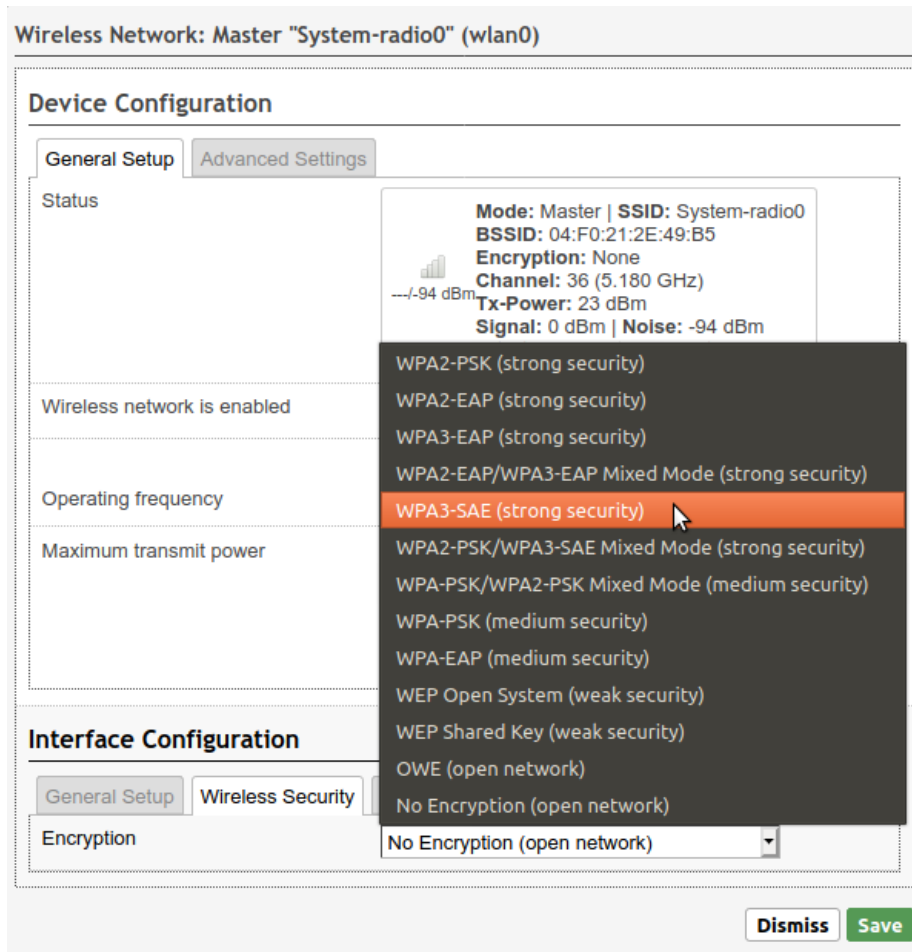 Wireless Network: Master "System-radio0" (wlan0)
Device Configuration
General Setup
Advanced Settings
Status
Mode: Master | SSID: System-radio0
BSSID: 04:F0:21:2E:49:B5
Encryption: None
Channel: 36 (5.180 GHz)
---/-94 dBm
Tx-Power: 23 dBm
Signal: 0 dBm | Noise: -94 dBm
Wireless network is enabled
Operating frequency
Maximum transmit power
WPA2-PSK (strong security)
WPA2-EAP (strong security)
WPA3-EAP (strong security)
WPA2-EAP/WPA3-EAP Mixed Mode (strong security)
WPA3-SAE (strong security)
WPA2-PSK/WPA3-SAE Mixed Mode (strong security)
WPA-PSK/WPA2-PSK Mixed Mode (medium security)
WPA-PSK (medium security)
WPA-EAP (medium security)
WEP Open System (weak security)
WEP Shared Key (weak security)
OWE (open network)
No Encryption (open network)
Interface Configuration
General Setup
Wireless Security
Encryption
No Encryption (open network)
Dismiss
Save